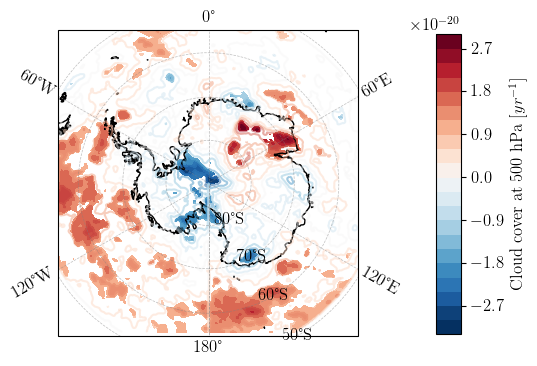 0°
×10⁻²⁰
60°W
60°E
2.7
1.8
0.9
0.0
−0.9
−1.8
−2.7
Cloud cover at 500 hPa [yr⁻¹]
80°S
70°S
60°S
50°S
120°W
120°E
180°